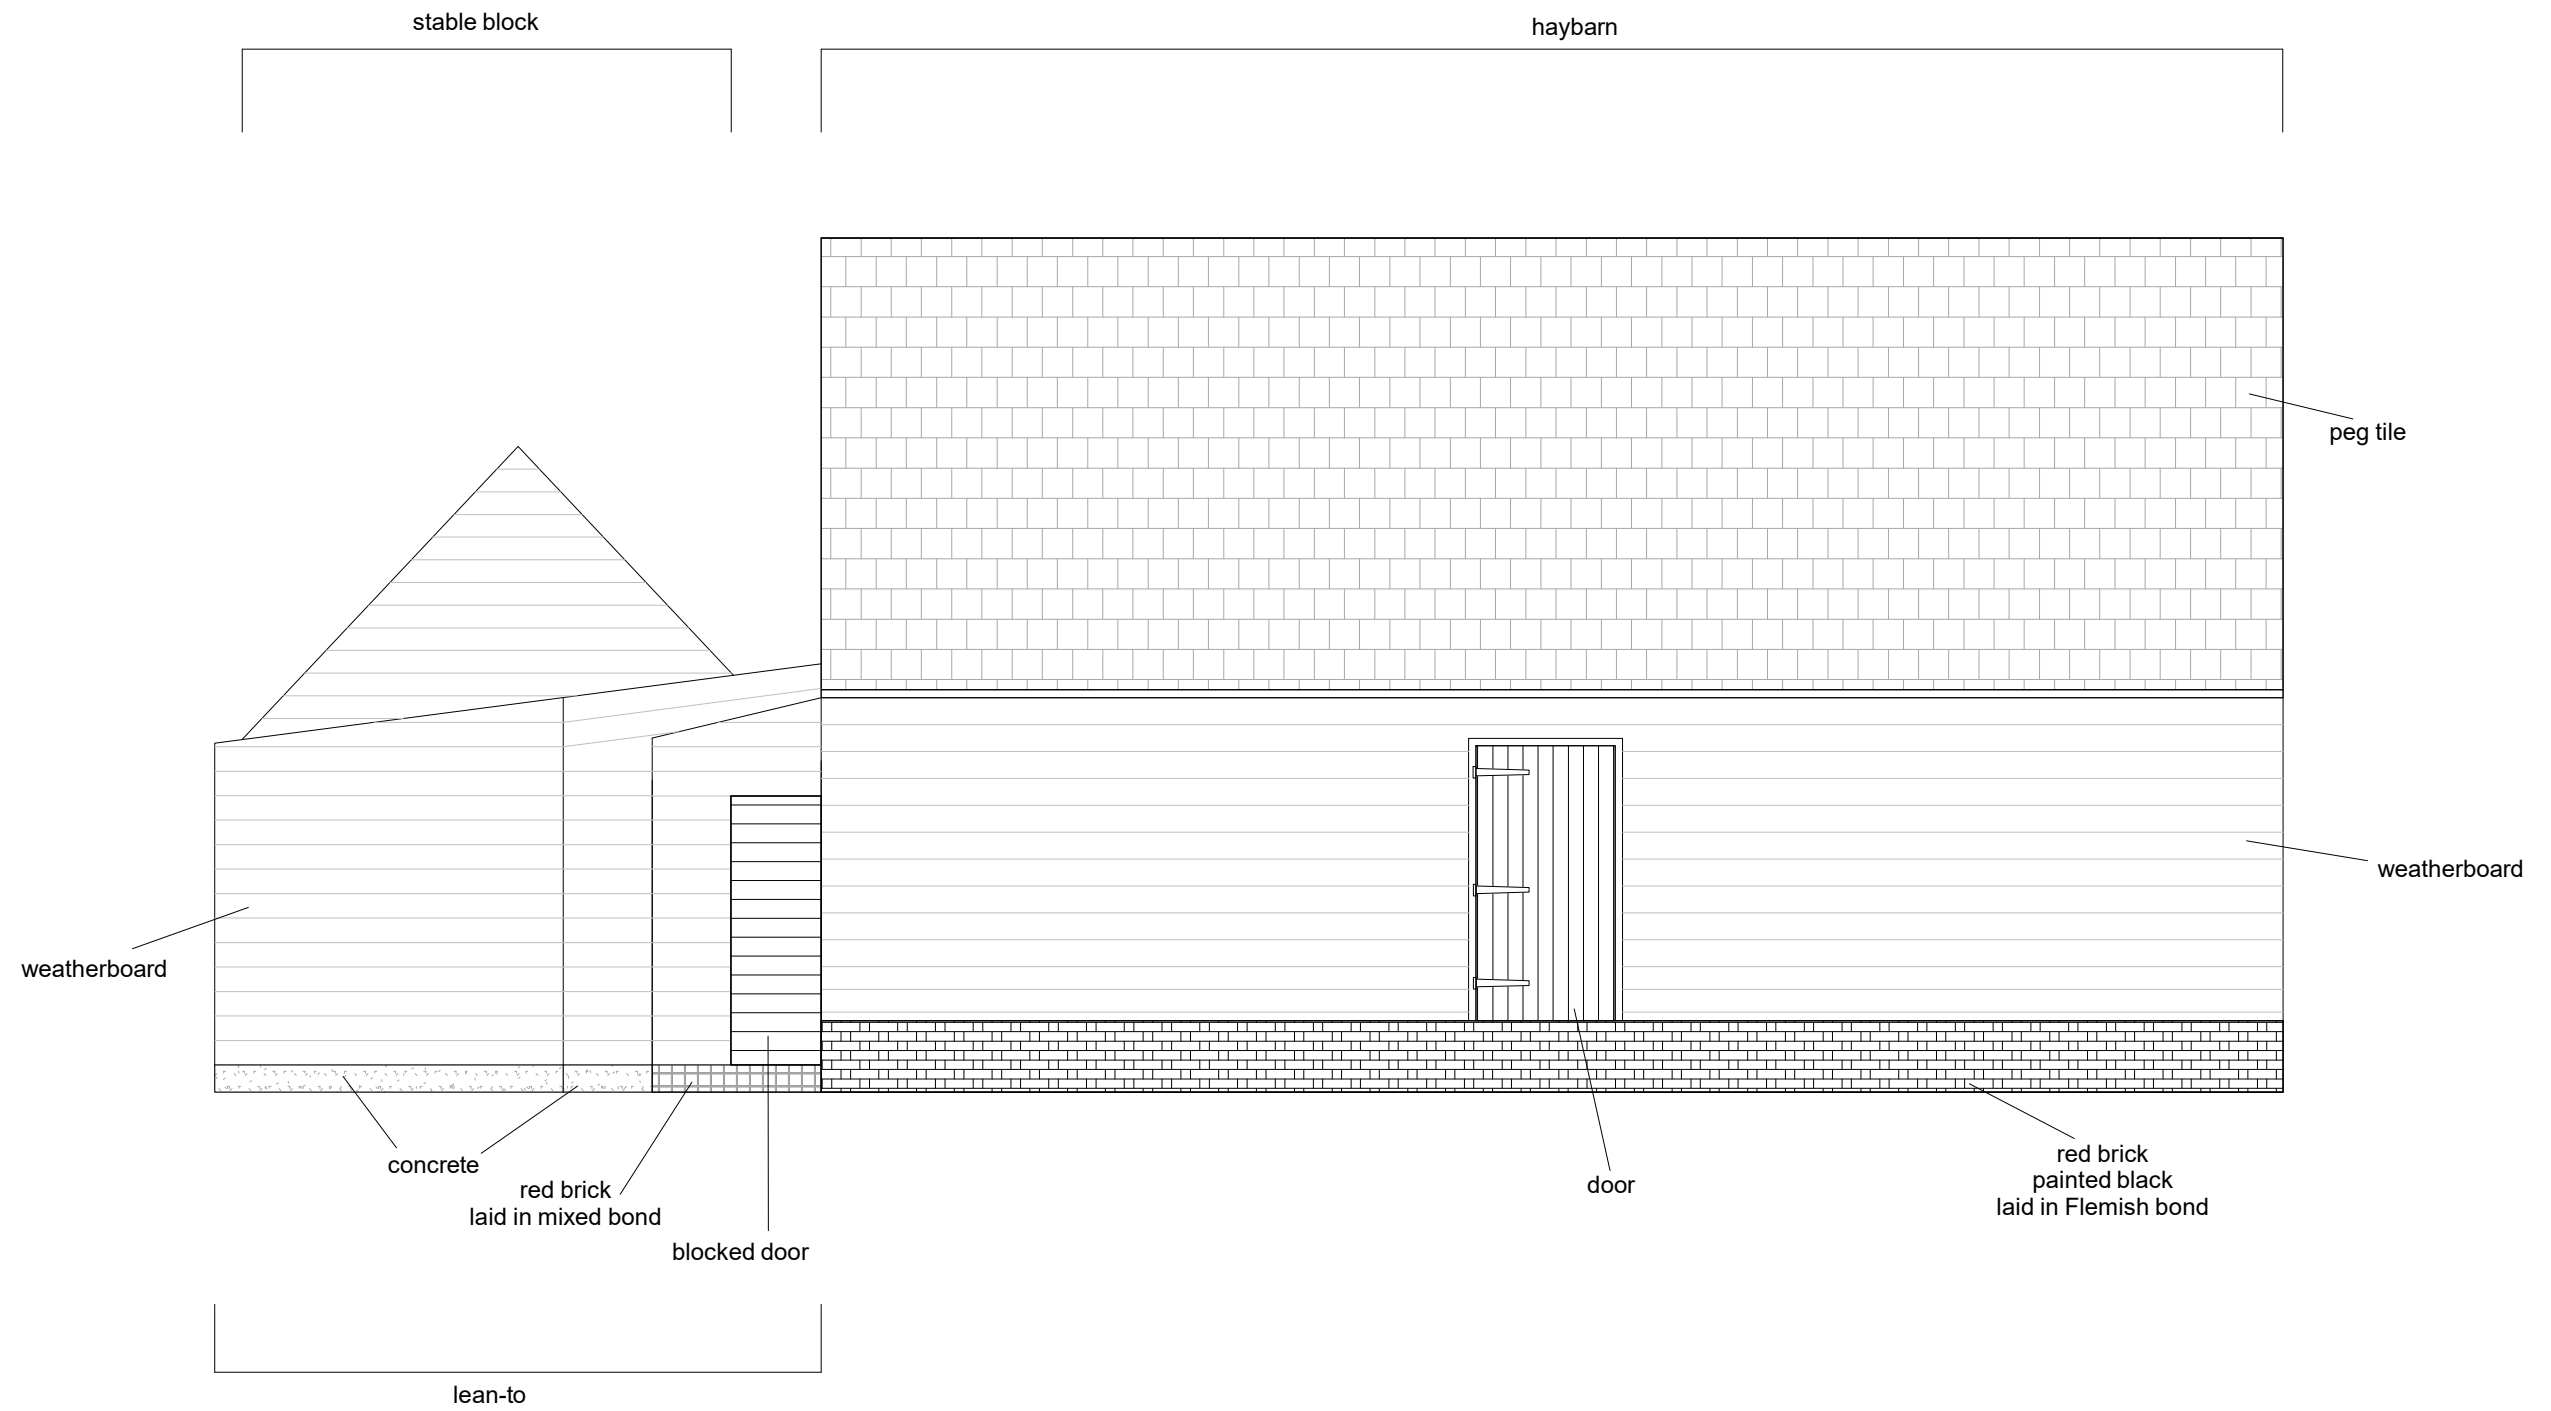 stable block
haybarn
peg tile
weatherboard
weatherboard
concrete
red brick
laid in mixed bond
blocked door
door
red brick
painted black
laid in Flemish bond
lean-to